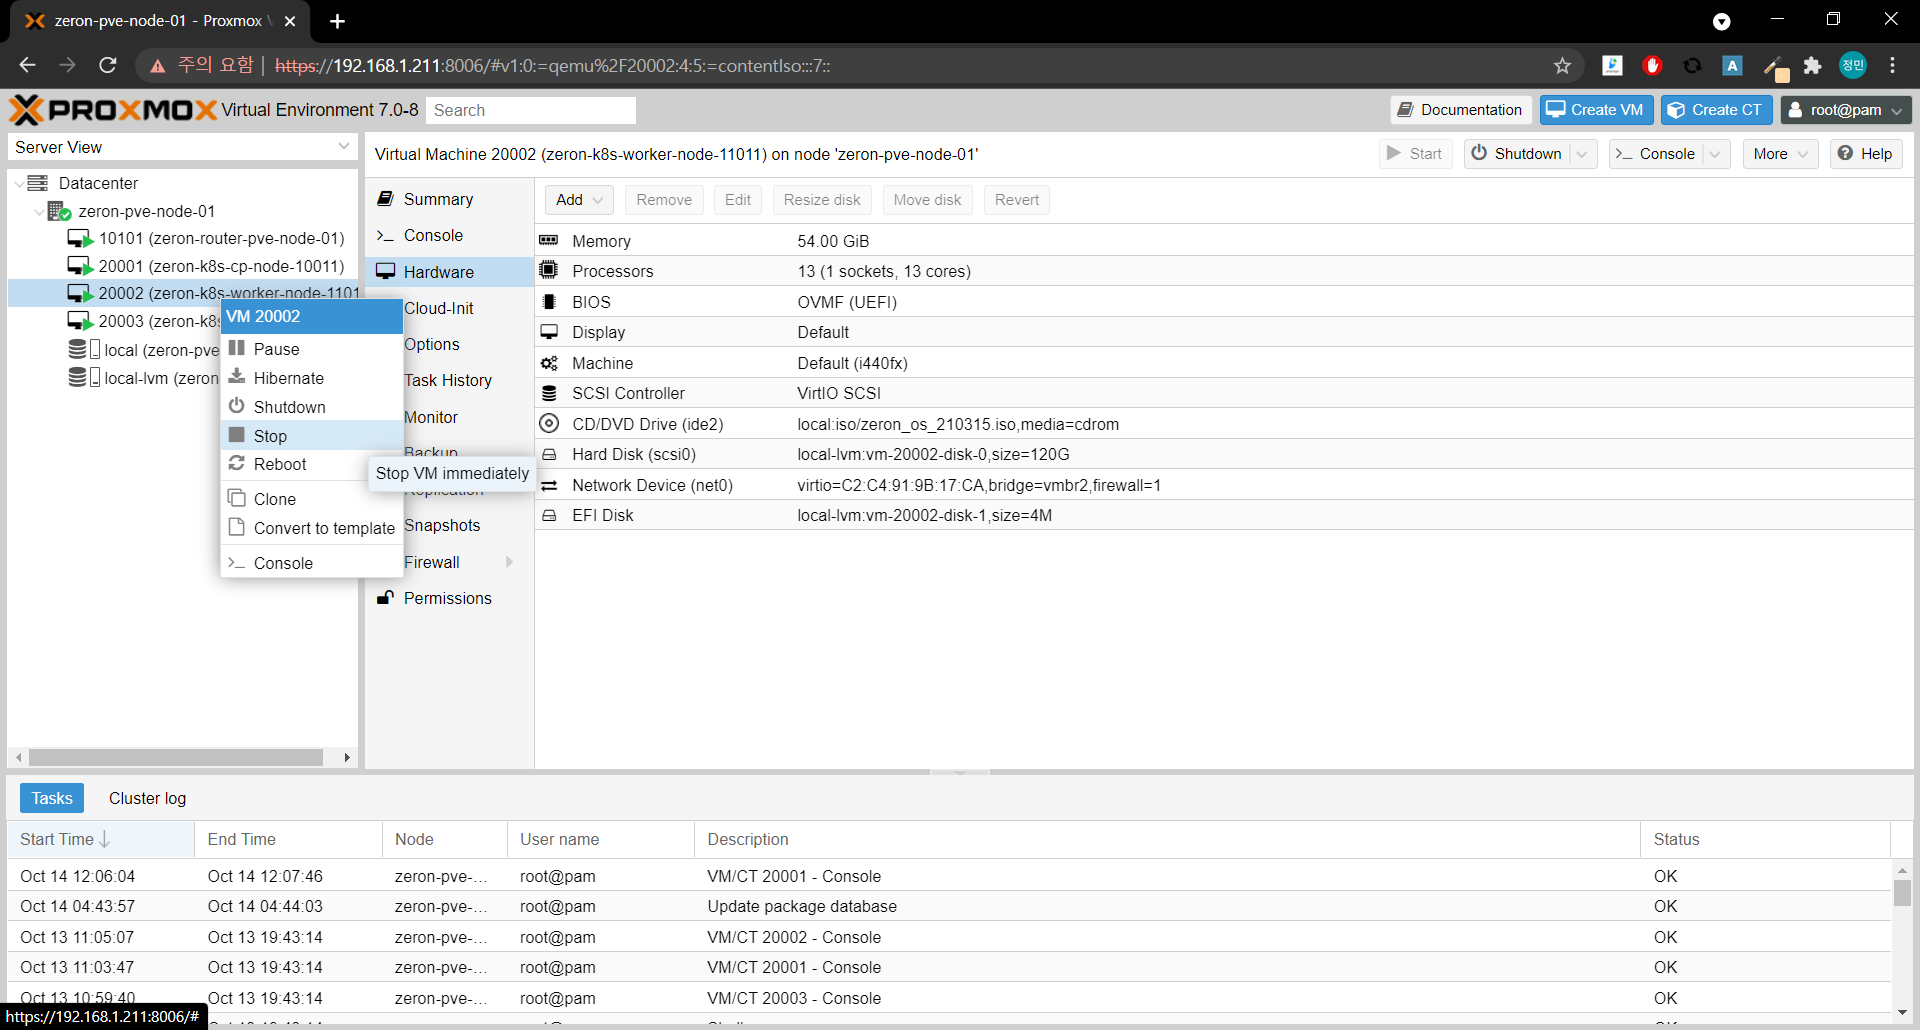 zeron-pve-node-01 - Proxmox
주의 요함 | https://192.168.1.211:8006/#v1:0:=qemu%2F20002:4:5:=contentIso:::7::
정민
PROXMOX Virtual Environment 7.0-8 Search Documentation Create VM Create CT root@pam
Server View
Virtual Machine 20002 (zeron-k8s-worker-node-11011) on node 'zeron-pve-node-01' Start Shutdown Console More Help
Datacenter
zeron-pve-node-01
10101 (zeron-router-pve-node-01)
20001 (zeron-k8s-cp-node-10011)
20002 (zeron-k8s-worker-node-1101
20003 (zeron-k8s
local (zeron-pve
local-lvm (zeron
VM 20002
Pause
Hibernate
Shutdown
Stop
Reboot
Clone
Convert to template
Console
Stop VM immediately
Summary
Console
Hardware
Cloud-Init
Options
Task History
Monitor
Backup
Replication
Snapshots
Firewall
Permissions
Add Remove Edit Resize disk Move disk Revert
Memory 54.00 GiB
Processors 13 (1 sockets, 13 cores)
BIOS OVMF (UEFI)
Display Default
Machine Default (i440fx)
SCSI Controller VirtIO SCSI
CD/DVD Drive (ide2) local:iso/zeron_os_210315.iso,media=cdrom
Hard Disk (scsi0) local-lvm:vm-20002-disk-0,size=120G
Network Device (net0) virtio=C2:C4:91:9B:17:CA,bridge=vmbr2,firewall=1
EFI Disk local-lvm:vm-20002-disk-1,size=4M
Tasks Cluster log
Start Time End Time Node User name Description Status
Oct 14 12:06:04 Oct 14 12:07:46 zeron-pve-... root@pam VM/CT 20001 - Console OK
Oct 14 04:43:57 Oct 14 04:44:03 zeron-pve-... root@pam Update package database OK
Oct 13 11:05:07 Oct 13 19:43:14 zeron-pve-... root@pam VM/CT 20002 - Console OK
Oct 13 11:03:47 Oct 13 19:43:14 zeron-pve-... root@pam VM/CT 20001 - Console OK
Oct 13 10:59:40 Oct 13 19:43:14 zeron-pve-... root@pam VM/CT 20003 - Console OK
https://192.168.1.211:8006/#